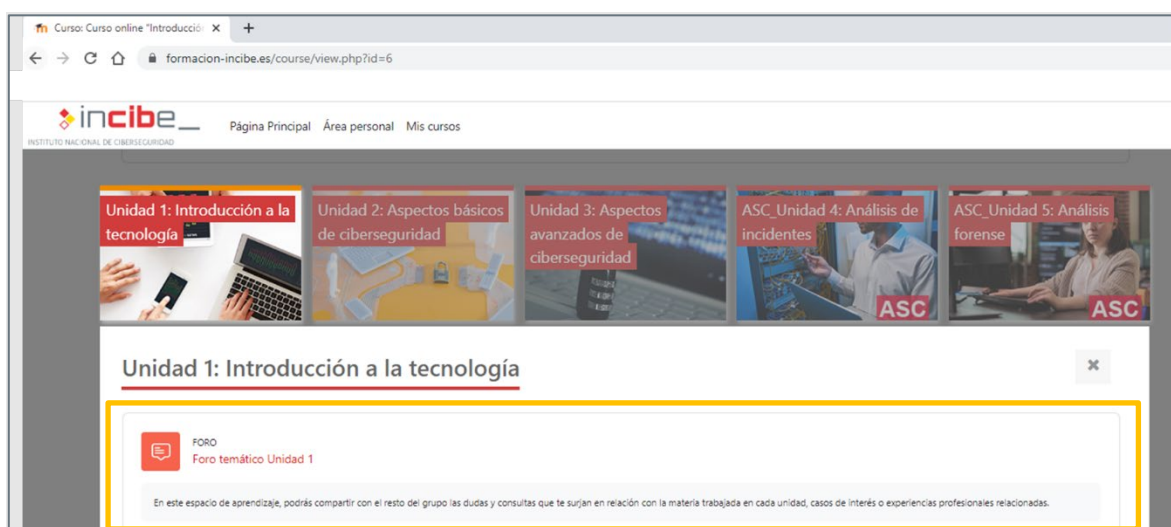 Curso: Curso online "Introducció
formacion-incibe.es/course/view.php?id=6
incibe_
INSTITUTO NACIONAL DE CIBERSEGURIDAD
Página Principal Área personal Mis cursos
Unidad 1: Introducción a la
tecnología
Unidad 2: Aspectos básicos
de ciberseguridad
Unidad 3: Aspectos
avanzados de
ciberseguridad
ASC_Unidad 4: Análisis de
incidentes
ASC
ASC_Unidad 5: Análisis
forense
ASC
Unidad 1: Introducción a la tecnología
FORO
Foro temático Unidad 1
En este espacio de aprendizaje, podrás compartir con el resto del grupo las dudas y consultas que te surjan en relación con la materia trabajada en cada unidad, casos de interés o experiencias profesionales relacionadas.